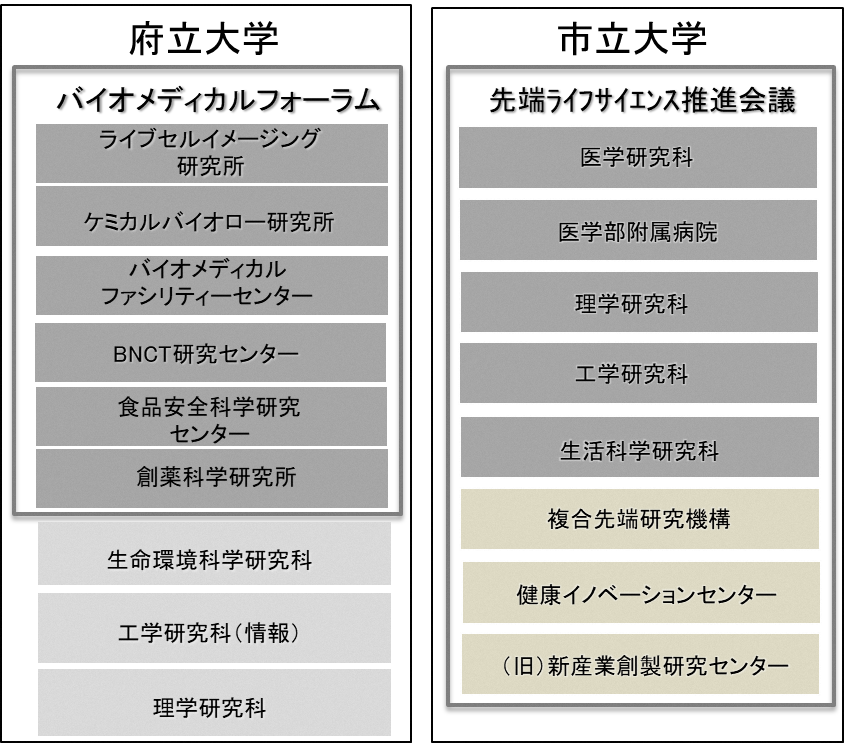 府立大学
バイオメディカルフォーラム
ライブセルイメージング
研究所
ケミカルバイオロー研究所
バイオメディカル
ファシリティーセンター
BNCT研究センター
食品安全科学研究
センター
創薬科学研究所
生命環境科学研究科
工学研究科（情報）
理学研究科
市立大学
先端ライフサイエンス推進会議
医学研究科
医学部附属病院
理学研究科
工学研究科
生活科学研究科
複合先端研究機構
健康イノベーションセンター
（旧）新産業創製研究センター